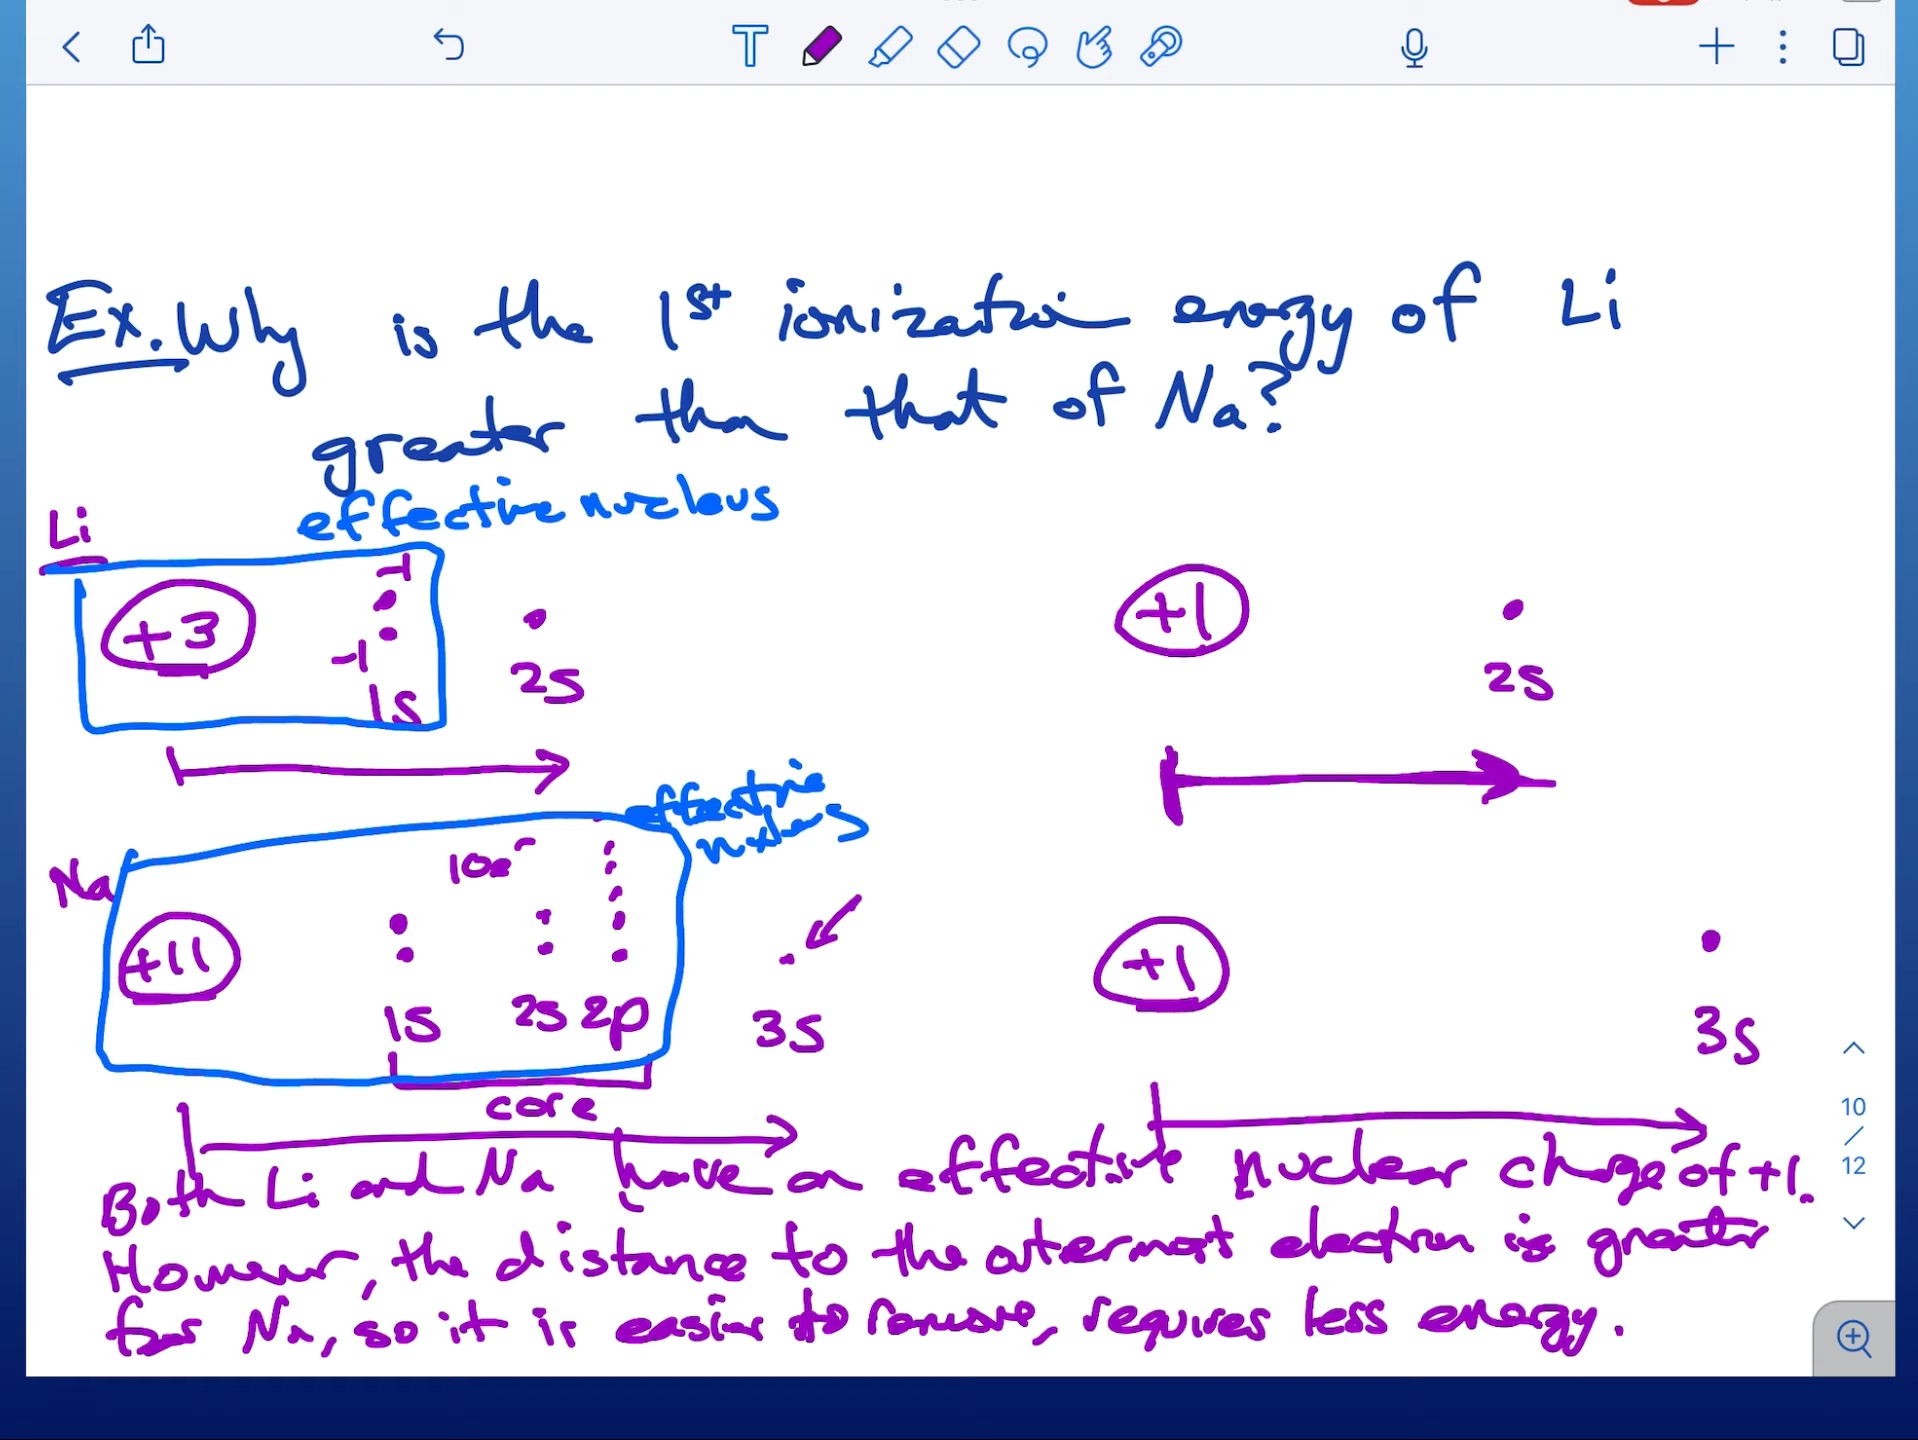 Ex. Why is the 1st ionization energy of Li
greater than that of Na?
effective nucleus
Li
-1
+3
-1
1s
2s
+1
2s
effective
nucleus
Na
10e-
+11
1s 2s 2p
3s
core
+1
3s
Both Li and Na have an effective nuclear charge of +1.
However, the distance to the outermost electron is greater
for Na, so it is easier to remove, requires less energy.
10
/
12